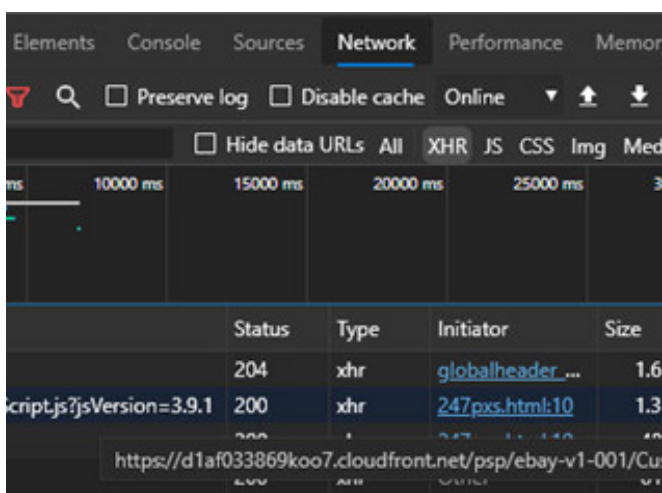 Elements Console Sources Network Performance Memor
Preserve log Disable cache Online
Hide data URLs All XHR JS CSS Img Med
ms 10000 ms 15000 ms 20000 ms 25000 ms 3
Status Type Initiator Size
204 xhr globalheader_... 1.6
Script.js?jsVersion=3.9.1 200 xhr 247pxs.html:10 1.3
https://d1af033869koo7.cloudfront.net/psp/ebay-v1-001/Cus